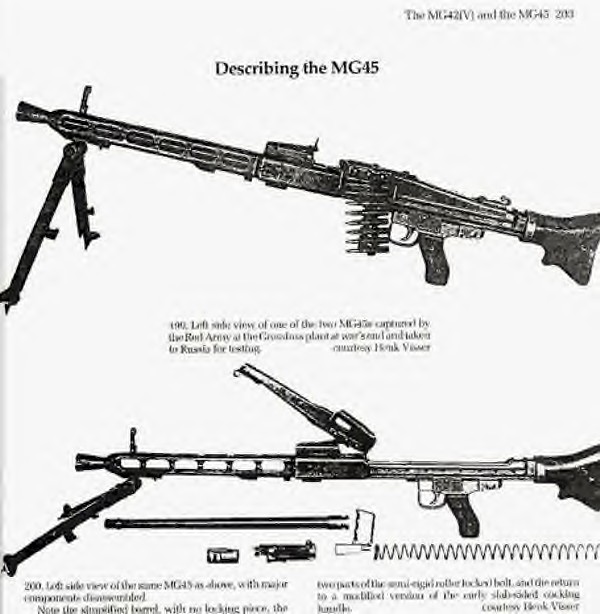 The MG42(V) and the MG45 203
Describing the MG45
199. Left side view of one of the two MG45s captured by
the Red Army at the Grossfuss plant at war's end and taken
to Russia for testing. courtesy Henk Visser
200. Left side view of the same MG45 as above, with major
components disassembled.
Note the simplified barrel, with no locking piece, the
two parts of the semi-rigid roller locked bolt, and the return
to a modified version of the early slab-sided cocking
handle. courtesy Henk Visser